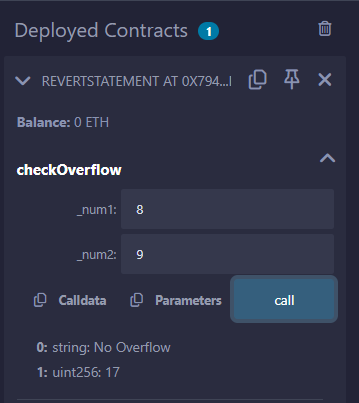 Deployed Contracts 1
REVERTSTATEMENT AT 0X794...
Balance: 0 ETH
checkOverflow
_num1: 8
_num2: 9
Calldata Parameters call
0: string: No Overflow
1: uint256: 17